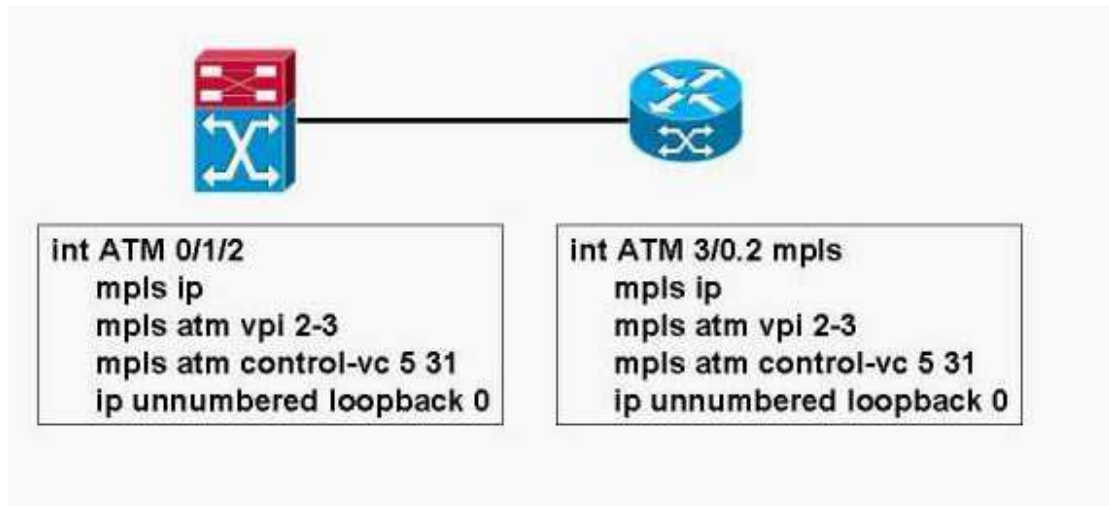 int ATM 0/1/2
mpls ip
mpls atm vpi 2-3
mpls atm control-vc 5 31
ip unnumbered loopback 0
int ATM 3/0.2 mpls
mpls ip
mpls atm vpi 2-3
mpls atm control-vc 5 31
ip unnumbered loopback 0